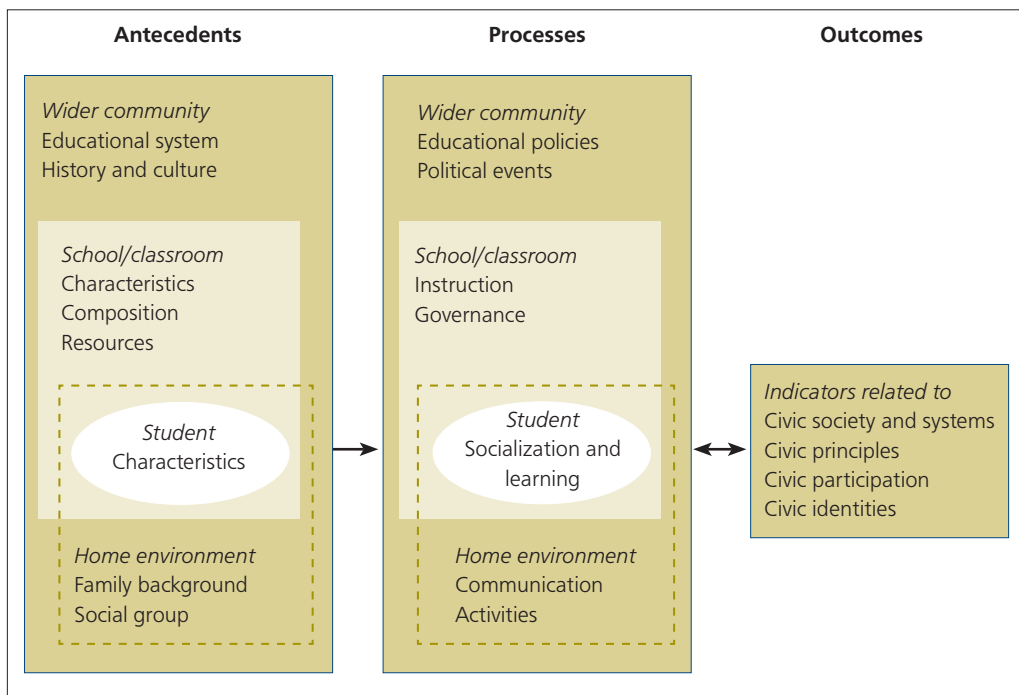 Antecedents
Processes
Outcomes
Wider community
Educational system
History and culture
School/classroom
Characteristics
Composition
Resources
Student
Characteristics
Home environment
Family background
Social group
Wider community
Educational policies
Political events
School/classroom
Instruction
Governance
Student
Socialization and
learning
Home environment
Communication
Activities
Indicators related to
Civic society and systems
Civic principles
Civic participation
Civic identities